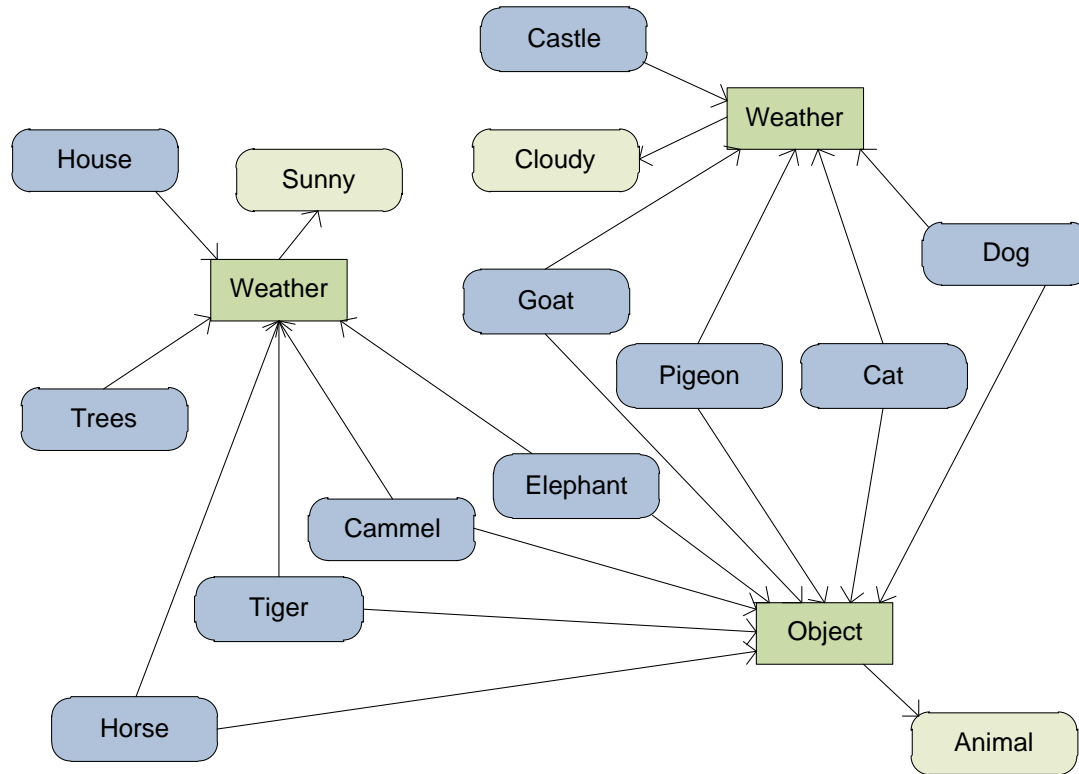 Castle
Weather
House
Cloudy
Sunny
Dog
Weather
Goat
Pigeon
Cat
Trees
Elephant
Cammel
Tiger
Object
Horse
Animal